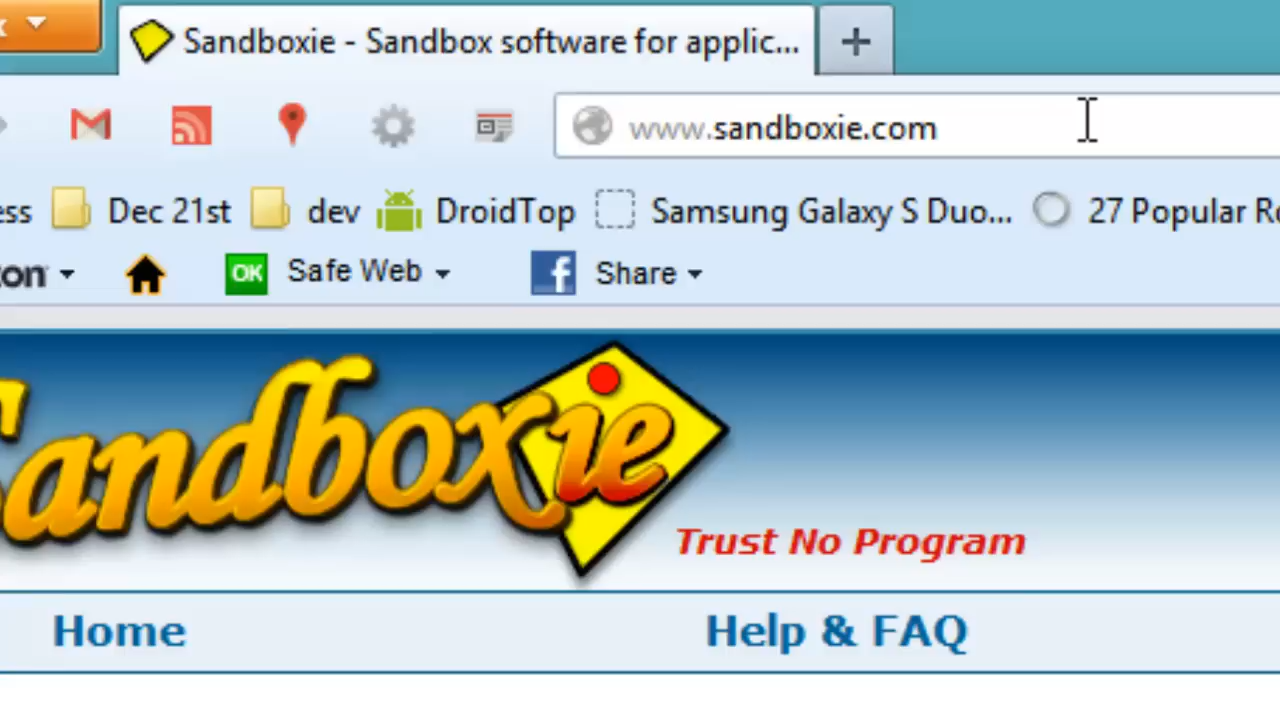 Sandboxie - Sandbox software for applic...
www.sandboxie.com
Dec 21st dev DroidTop Samsung Galaxy S Duo... 27 Popular
OK Safe Web f Share
Sandboxie
Trust No Program
Home Help & FAQ